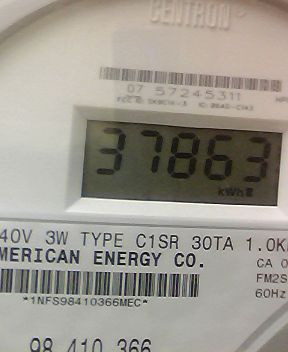 CENTRON®
07 57245311
37863
kWh
40V 3W TYPE C1SR 30TA 1.0K
MERICAN ENERGY CO.
CA 0
FM2S
*1NFS98410366MEC*
60Hz
98 410 366